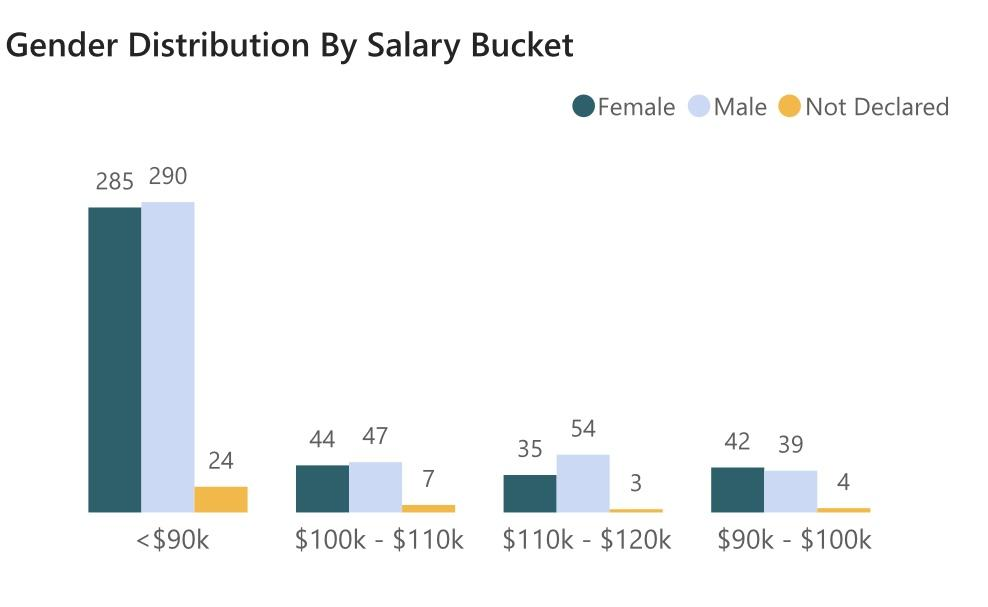 Gender Distribution By Salary Bucket
Female Male Not Declared
285 290
24
44 47
7
35 54
3
42 39
4
<$90k $100k - $110k $110k - $120k $90k - $100k